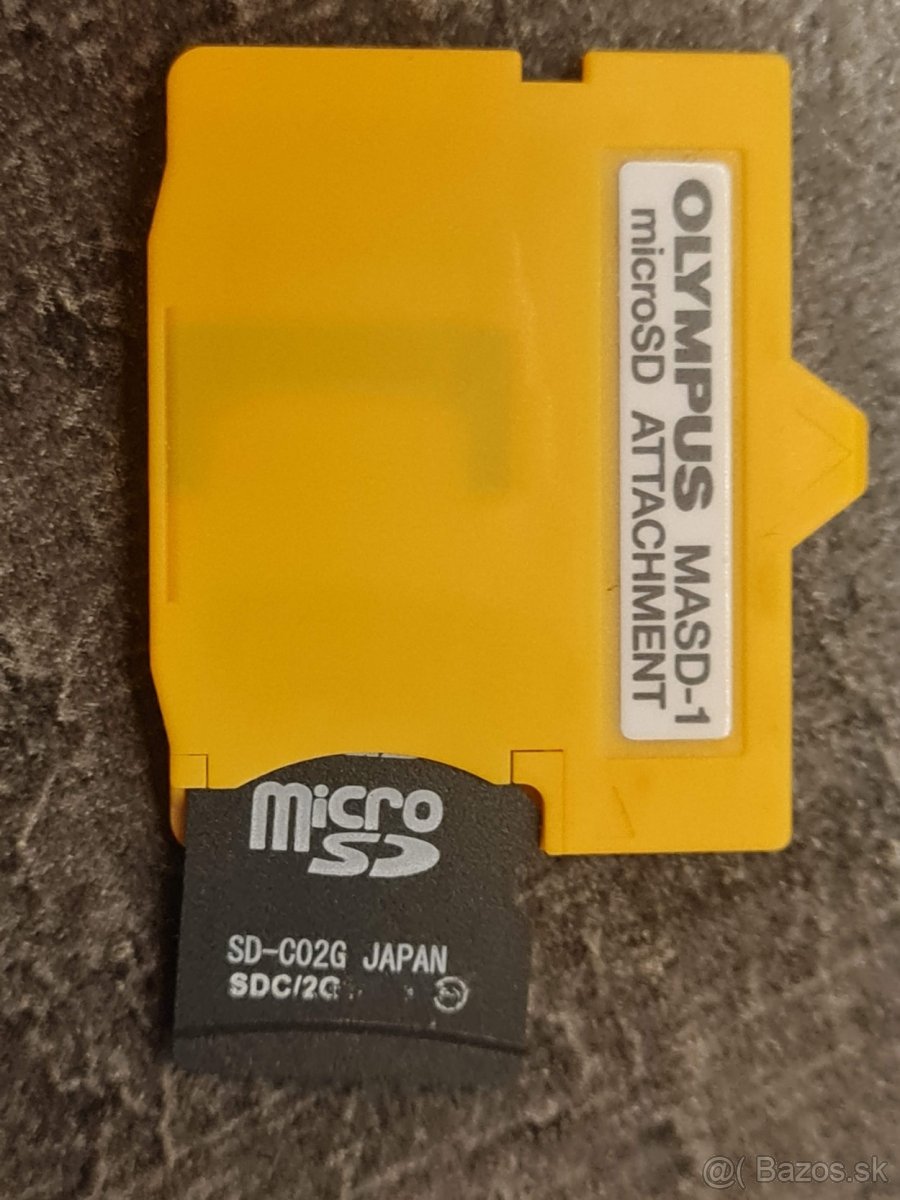 OLYMPUS MASD-1
microSD ATTACHMENT
micro
SD
SD-C02G JAPAN
SDC/2G
@( Bazos.sk